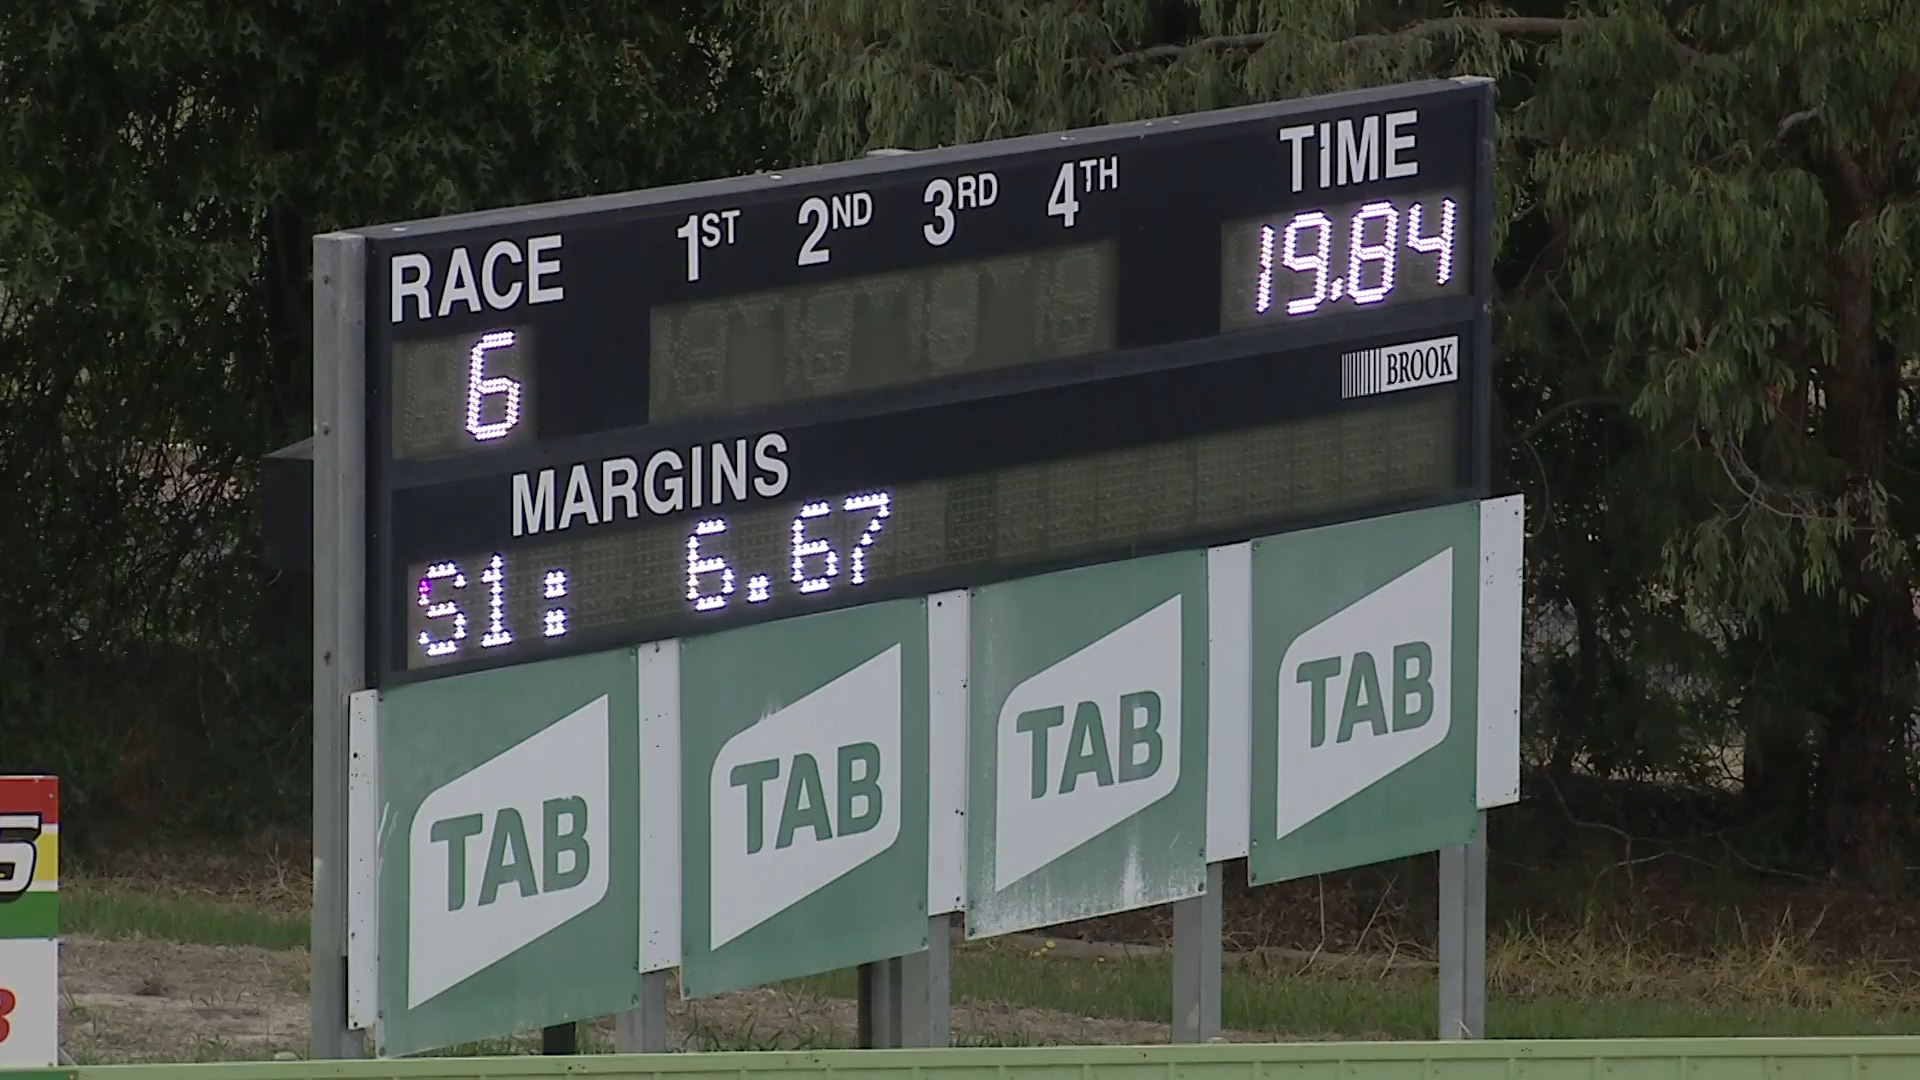 RACE 1ST 2ND 3RD 4TH TIME
6 19.84
BROOK
MARGINS
S1: 6.67
TAB TAB TAB TAB